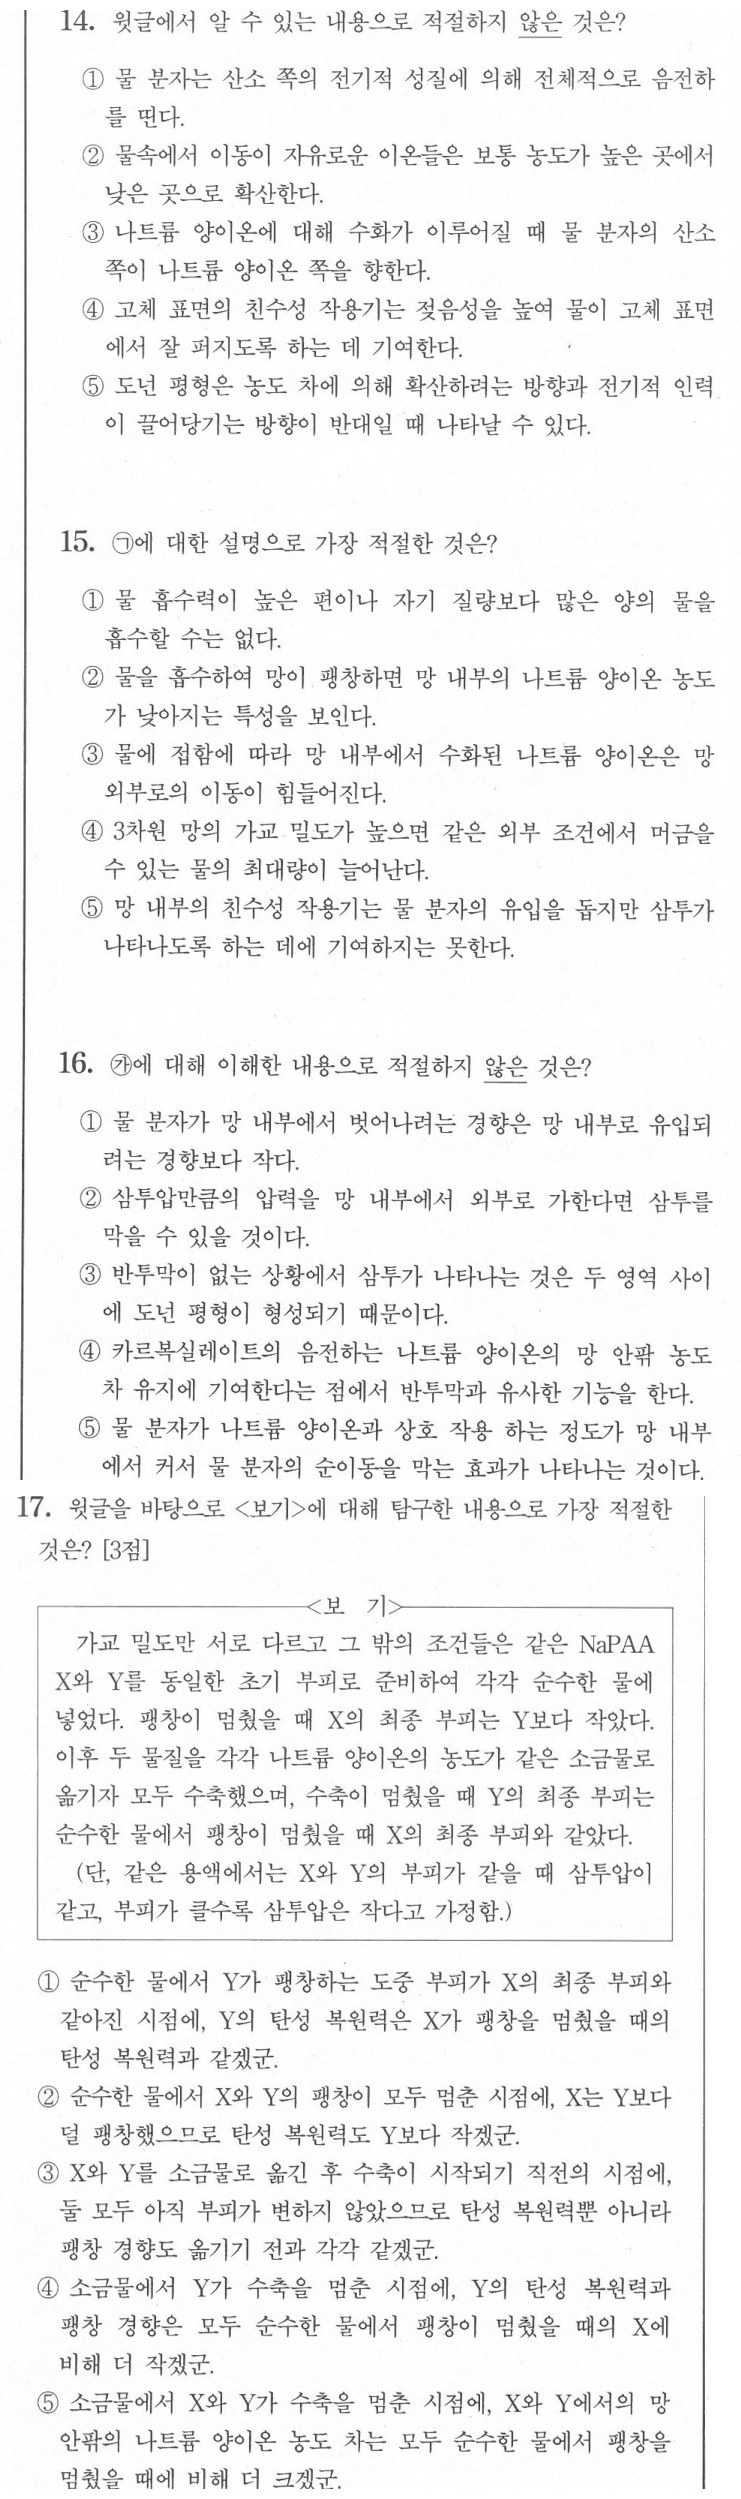 14. 윗글에서 알 수 있는 내용으로 적절하지 않은 것은?
① 물 분자는 산소 쪽의 전기적 성질에 의해 전체적으로 음전하
를 띤다.
② 물속에서 이동이 자유로운 이온들은 보통 농도가 높은 곳에서
낮은 곳으로 확산한다.
③ 나트륨 양이온에 대해 수화가 이루어질 때 물 분자의 산소
쪽이 나트륨 양이온 쪽을 향한다.
④ 고체 표면의 친수성 작용기는 젖음성을 높여 물이 고체 표면
에서 잘 퍼지도록 하는 데 기여한다.
⑤ 도넌 평형은 농도 차에 의해 확산하려는 방향과 전기적 인력
이 끌어당기는 방향이 반대일 때 나타날 수 있다.
15. ㉠에 대한 설명으로 가장 적절한 것은?
① 물 흡수력이 높은 편이나 자기 질량보다 많은 양의 물을
흡수할 수는 없다.
② 물을 흡수하여 망이 팽창하면 망 내부의 나트륨 양이온 농도
가 낮아지는 특성을 보인다.
③ 물에 접함에 따라 망 내부에서 수화된 나트륨 양이온은 망
외부로의 이동이 힘들어진다.
④ 3차원 망의 가교 밀도가 높으면 같은 외부 조건에서 머금을
수 있는 물의 최대량이 늘어난다.
⑤ 망 내부의 친수성 작용기는 물 분자의 유입을 돕지만 삼투가
나타나도록 하는 데에 기여하지는 못한다.
16. ㉮에 대해 이해한 내용으로 적절하지 않은 것은?
① 물 분자가 망 내부에서 벗어나려는 경향은 망 내부로 유입되
려는 경향보다 작다.
② 삼투압만큼의 압력을 망 내부에서 외부로 가한다면 삼투를
막을 수 있을 것이다.
③ 반투막이 없는 상황에서 삼투가 나타나는 것은 두 영역 사이
에 도넌 평형이 형성되기 때문이다.
④ 카르복실레이트의 음전하는 나트륨 양이온의 망 안팎 농도
차 유지에 기여한다는 점에서 반투막과 유사한 기능을 한다.
⑤ 물 분자가 나트륨 양이온과 상호 작용 하는 정도가 망 내부
에서 커서 물 분자의 순이동을 막는 효과가 나타나는 것이다.
17. 윗글을 바탕으로 <보기>에 대해 탐구한 내용으로 가장 적절한
것은? [3점]
<보 기>
가교 밀도만 서로 다르고 그 밖의 조건들은 같은 NaPAA
X와 Y를 동일한 초기 부피로 준비하여 각각 순수한 물에
넣었다. 팽창이 멈췄을 때 X의 최종 부피는 Y보다 작았다.
이후 두 물질을 각각 나트륨 양이온의 농도가 같은 소금물로
옮기자 모두 수축했으며, 수축이 멈췄을 때 Y의 최종 부피는
순수한 물에서 팽창이 멈췄을 때 X의 최종 부피와 같았다.
(단, 같은 용액에서는 X와 Y의 부피가 같을 때 삼투압이
같고, 부피가 클수록 삼투압은 작다고 가정함.)
① 순수한 물에서 Y가 팽창하는 도중 부피가 X의 최종 부피와
같아진 시점에, Y의 탄성 복원력은 X가 팽창을 멈췄을 때의
탄성 복원력과 같겠군.
② 순수한 물에서 X와 Y의 팽창이 모두 멈춘 시점에, X는 Y보다
덜 팽창했으므로 탄성 복원력도 Y보다 작겠군.
③ X와 Y를 소금물로 옮긴 후 수축이 시작되기 직전의 시점에,
둘 모두 아직 부피가 변하지 않았으므로 탄성 복원력뿐 아니라
팽창 경향도 옮기기 전과 각각 같겠군.
④ 소금물에서 Y가 수축을 멈춘 시점에, Y의 탄성 복원력과
팽창 경향은 모두 순수한 물에서 팽창이 멈췄을 때의 X에
비해 더 작겠군.
⑤ 소금물에서 X와 Y가 수축을 멈춘 시점에, X와 Y에서의 망
안팎의 나트륨 양이온 농도 차는 모두 순수한 물에서 팽창을
멈췄을 때에 비해 더 크겠군.